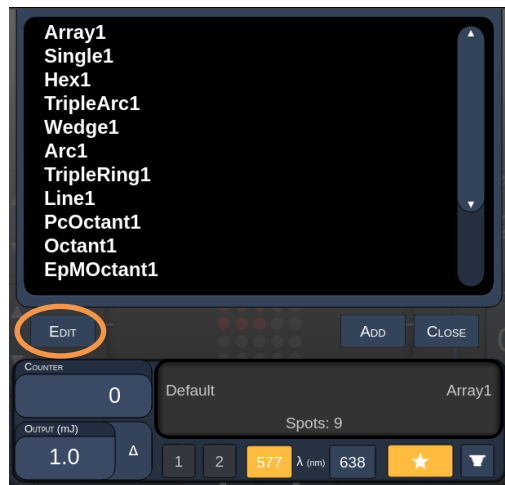 Array1
Single1
Hex1
TripleArc1
Wedge1
Arc1
TripleRing1
Line1
PcOctant1
Octant1
EpMOctant1
EDIT
ADD
CLOSE
COUNTER
0
Default
Array1
Spots: 9
OUTPUT (mJ)
1.0
Δ
1
2
577
λ (nm)
638